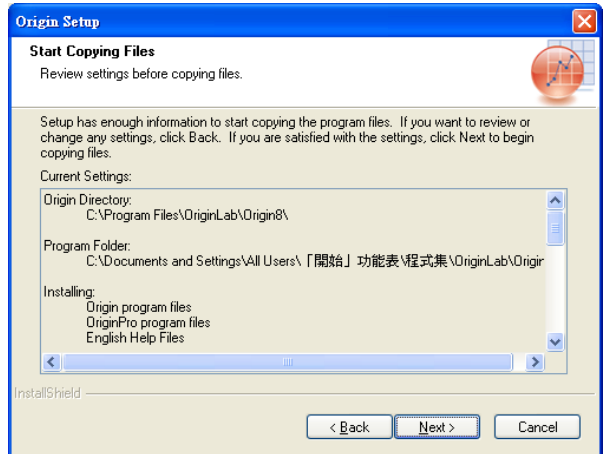 Origin Setup
Start Copying Files
Review settings before copying files.
Setup has enough information to start copying the program files.  If you want to review or
change any settings, click Back.  If you are satisfied with the settings, click Next to begin
copying files.
Current Settings:
Origin Directory:
C:\Program Files\OriginLab\Origin8\
Program Folder:
C:\Documents and Settings\All Users\「開始」功能表\程式集\OriginLab\Origin
Installing:
Origin program files
OriginPro program files
English Help Files
InstallShield
< Back
Next >
Cancel